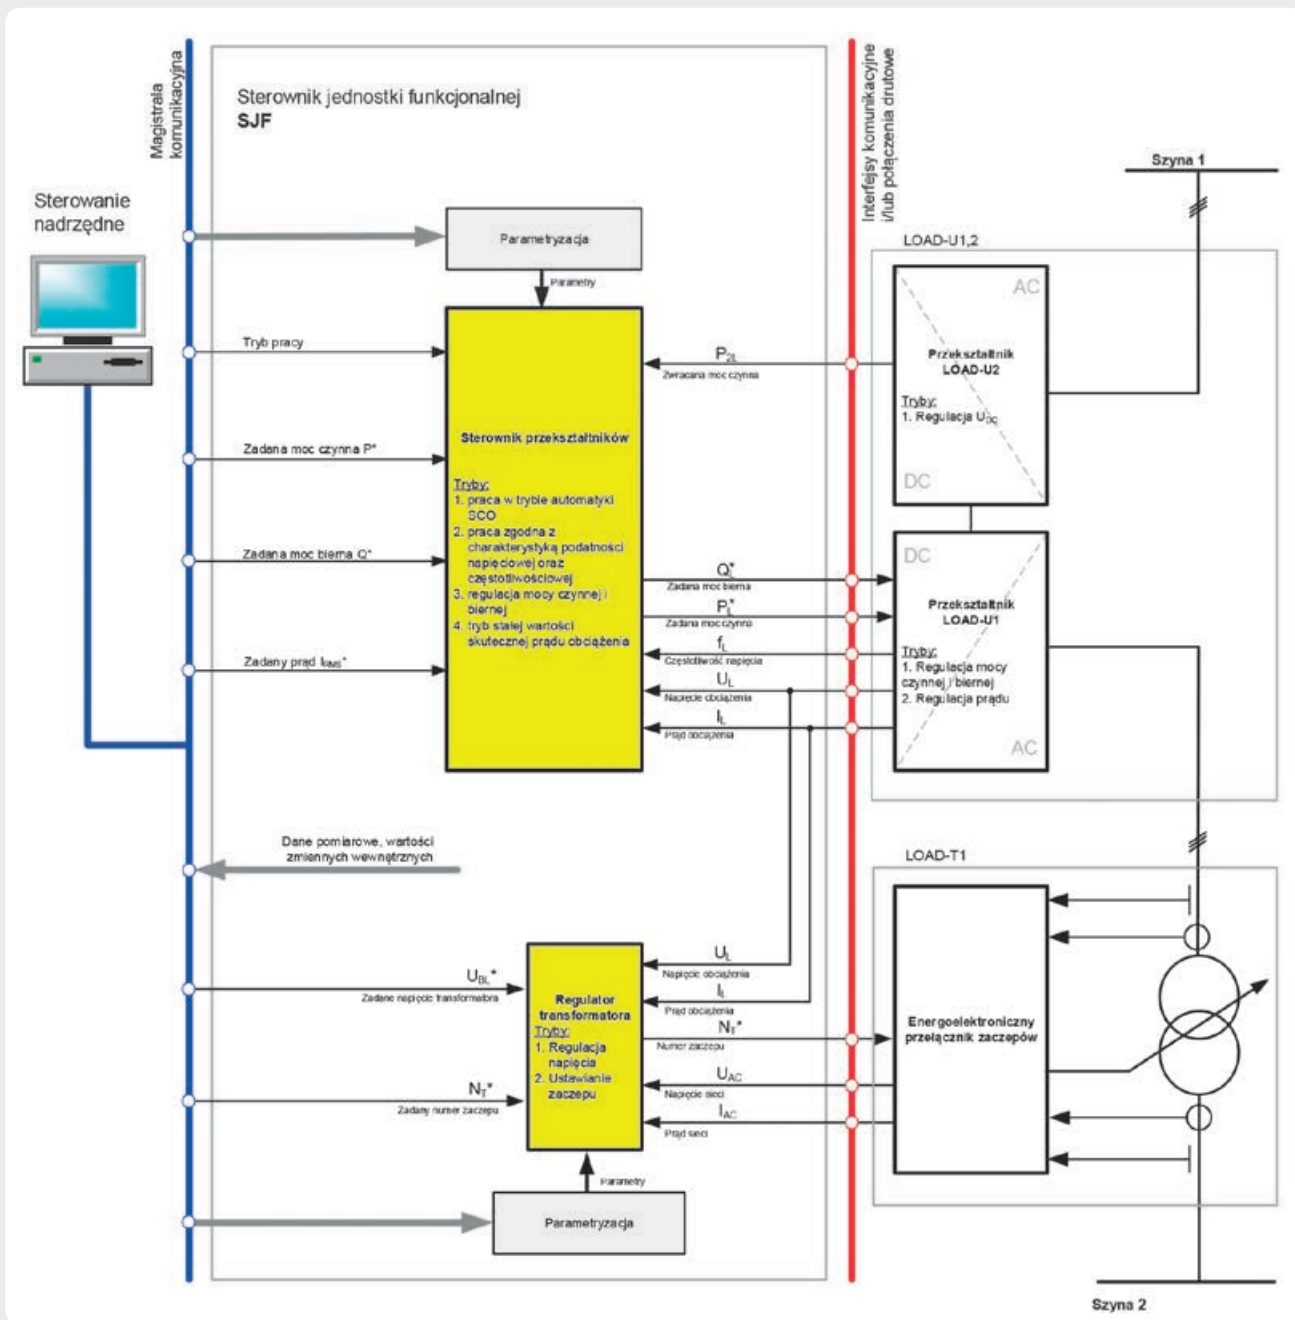 Magistrala
komunikacyjna
Sterownik jednostki funkcjonalnej
SJF
Interfejsy komunikacyjne
i/lub połączenia drutowe
Szyna 1
Sterowanie
nadrzędne
LOAD-U1,2
Parametryzacja
Parametry
AC
Przekształtnik
LOAD-U2
Tryby:
1. Regulacja U_DC
DC
Tryb pracy
P_2L
Zwracana moc czynna
Sterownik przekształtników
Tryby:
1. praca w trybie automatyki
SCO
2. praca zgodna z
charakterystyką podatności
napięciowej oraz
częstotliwościowej
3. regulacja mocy czynnej i
biernej
4. tryb stałej wartości
skutecznej prądu obciążenia
Zadana moc czynna P*
Zadana moc bierna Q*
Zadany prąd I_RMS*
Q_L*
Zadana moc bierna
P_L*
Zadana moc czynna
f_L
Częstotliwość napięcia
U_L
Napięcie obciążenia
I_L
Prąd obciążenia
DC
Przekształtnik
LOAD-U1
Tryby:
1. Regulacja mocy
czynnej i biernej
2. Regulacja prądu
AC
Dane pomiarowe, wartości
zmiennych wewnętrznych
LOAD-T1
U_BL*
Zadane napięcie transformatora
N_T*
Zadany numer zaczepu
Regulator
transformatora
Tryby:
1. Regulacja
napięcia
2. Ustawianie
zaczepu
U_L
Napięcie obciążenia
I_L
Prąd obciążenia
N_T*
Numer zaczepu
U_AC
Napięcie sieci
I_AC
Prąd sieci
Energoelektroniczny
przełącznik zaczepów
Parametry
Parametryzacja
Szyna 2